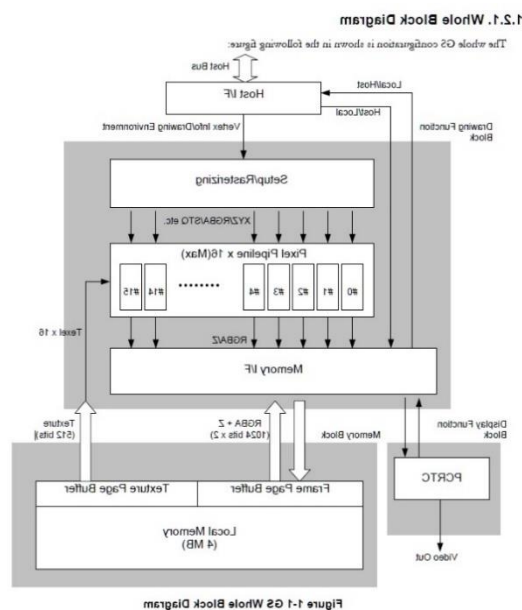 1.2.1. Whole Block Diagram
The whole GS configuration is shown in the following figure:
Host Bus
Host I/F
Local/Host
Host/Local
Vertex Info/Drawing Environment
Drawing Function
Block
Setup/Rasterizing
XYZ/RGBA/STQ etc.
Pixel Pipeline x 16(Max)
#0 #1 #2 #3 #4 ········· #14 #15
Texel x 16
RGBA/Z
Memory I/F
Display Function
Block
Memory Block
RGBA + Z
(1024 bits x 2)
Texture
(512 bits)]
PCRTC
Frame Page Buffer
Texture Page Buffer
Local Memory
(4 MB)
Video Out
Figure 1-1 GS Whole Block Diagram